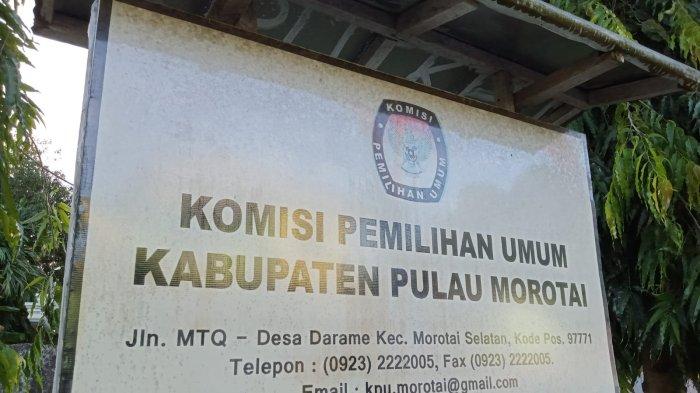 KOMISI
PEMILIHAN UMUM
KOMISI PEMILIHAN UMUM
KABUPATEN PULAU MOROTAI
Jln. MTQ – Desa Darame Kec. Morotai Selatan, Kode Pos. 97771
Telepon : (0923) 2222005, Fax (0923) 2222005.
Email : kpu.morotai@gmail.com